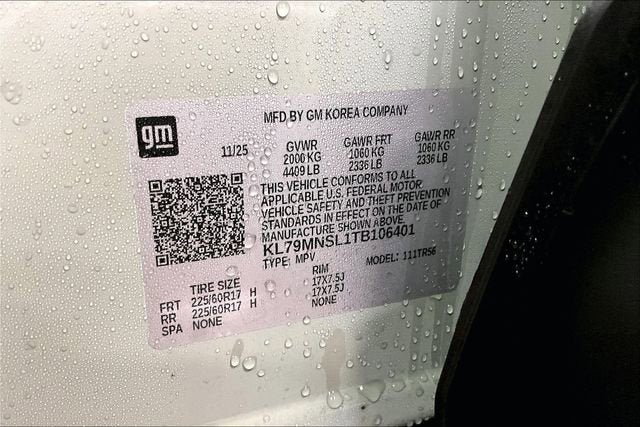 gm
MFD BY GM KOREA COMPANY
11/25
GVWR GAWR FRT GAWR RR
2000 KG 1060 KG 1060 KG
4409 LB 2336 LB 2336 LB
THIS VEHICLE CONFORMS TO ALL
APPLICABLE U.S. FEDERAL MOTOR
VEHICLE SAFETY AND THEFT PREVENTION
STANDARDS IN EFFECT ON THE DATE OF
MANUFACTURE SHOWN ABOVE.
KL79MNSL1TB106401
TYPE: MPV MODEL: 111TR56
TIRE SIZE RIM
FRT 225/60R17 H 17X7.5J
RR 225/60R17 H 17X7.5J
SPA NONE NONE